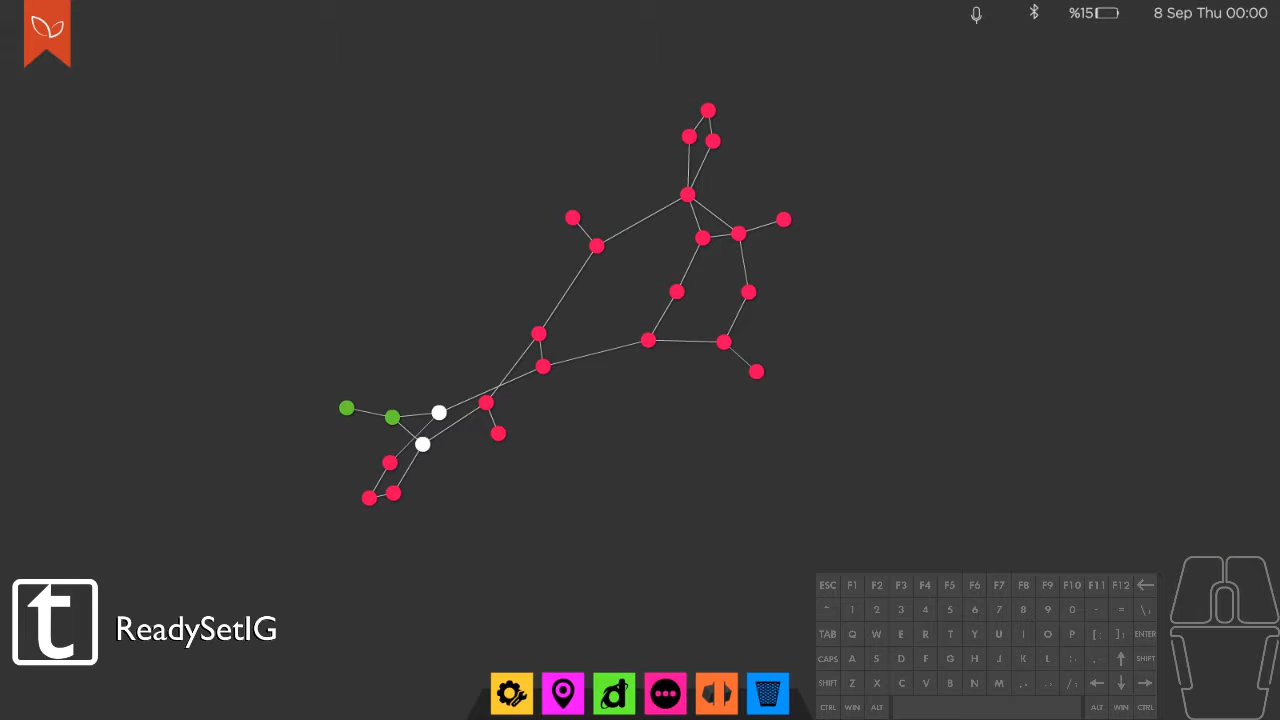 %15 8 Sep Thu 00:00
t ReadySetIG
ESC F1 F2 F3 F4 F5 F6 F7 F8 F9 F10 F11 F12
1 2 3 4 5 6 7 8 9 0 - =
TAB Q W E R T Y U I O P [ ] ENTER
CAPS A S D F G H J K L SHIFT
SHIFT Z X C V B N M
CTRL WIN ALT ALT WIN CTRL